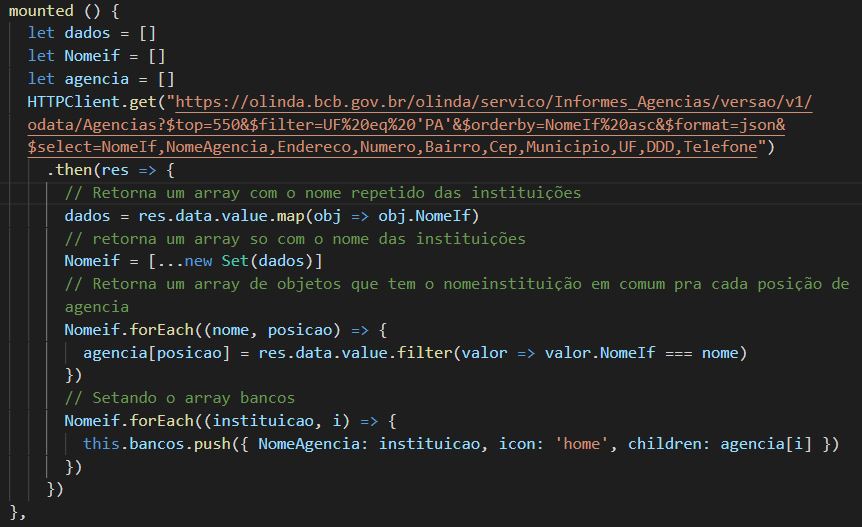 mounted () {
let dados = []
let Nomeif = []
let agencia = []
HTTPClient.get("https://olinda.bcb.gov.br/olinda/servico/Informes_Agencias/versao/v1/
odata/Agencias?$top=550&$filter=UF%20eq%20'PA'&$orderby=NomeIf%20asc&$format=json&
$select=NomeIf,NomeAgencia,Endereco,Numero,Bairro,Cep,Municipio,UF,DDD,Telefone")
.then(res => {
// Retorna um array com o nome repetido das instituições
dados = res.data.value.map(obj => obj.NomeIf)
// retorna um array so com o nome das instituições
Nomeif = [...new Set(dados)]
// Retorna um array de objetos que tem o nomeinstituição em comum pra cada posição de
agencia
Nomeif.forEach((nome, posicao) => {
agencia[posicao] = res.data.value.filter(valor => valor.NomeIf === nome)
})
// Setando o array bancos
Nomeif.forEach((instituicao, i) => {
this.bancos.push({ NomeAgencia: instituicao, icon: 'home', children: agencia[i] })
})
})
},